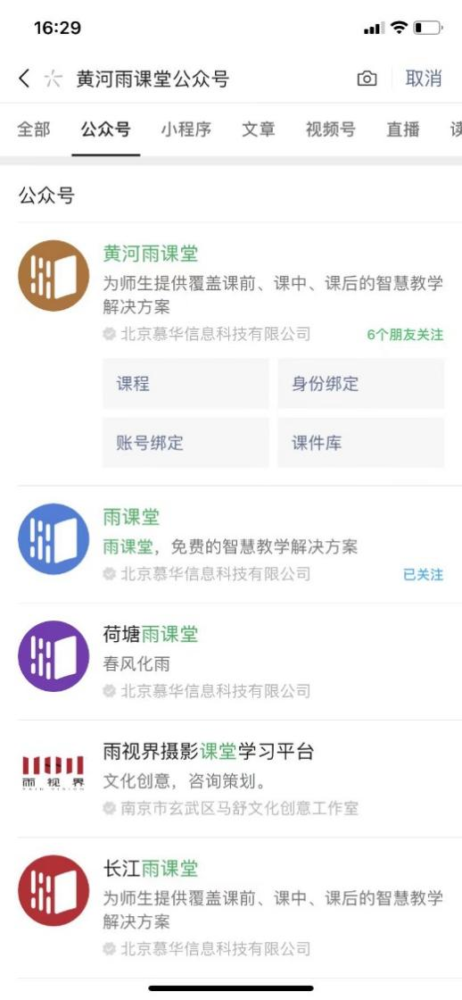 16:29
黄河雨课堂公众号
取消
全部 公众号 小程序 文章 视频号 直播 读
公众号
黄河雨课堂
为师生提供覆盖课前、课中、课后的智慧教学
解决方案
北京慕华信息科技有限公司 6个朋友关注
课程 身份绑定
账号绑定 课件库
雨课堂
雨课堂，免费的智慧教学解决方案
北京慕华信息科技有限公司 已关注
荷塘雨课堂
春风化雨
北京慕华信息科技有限公司
雨视界摄影课堂学习平台
雨视界
RAIN VISION
文化创意，咨询策划。
南京市玄武区马舒文化创意工作室
长江雨课堂
为师生提供覆盖课前、课中、课后的智慧教学
解决方案
北京慕华信息科技有限公司